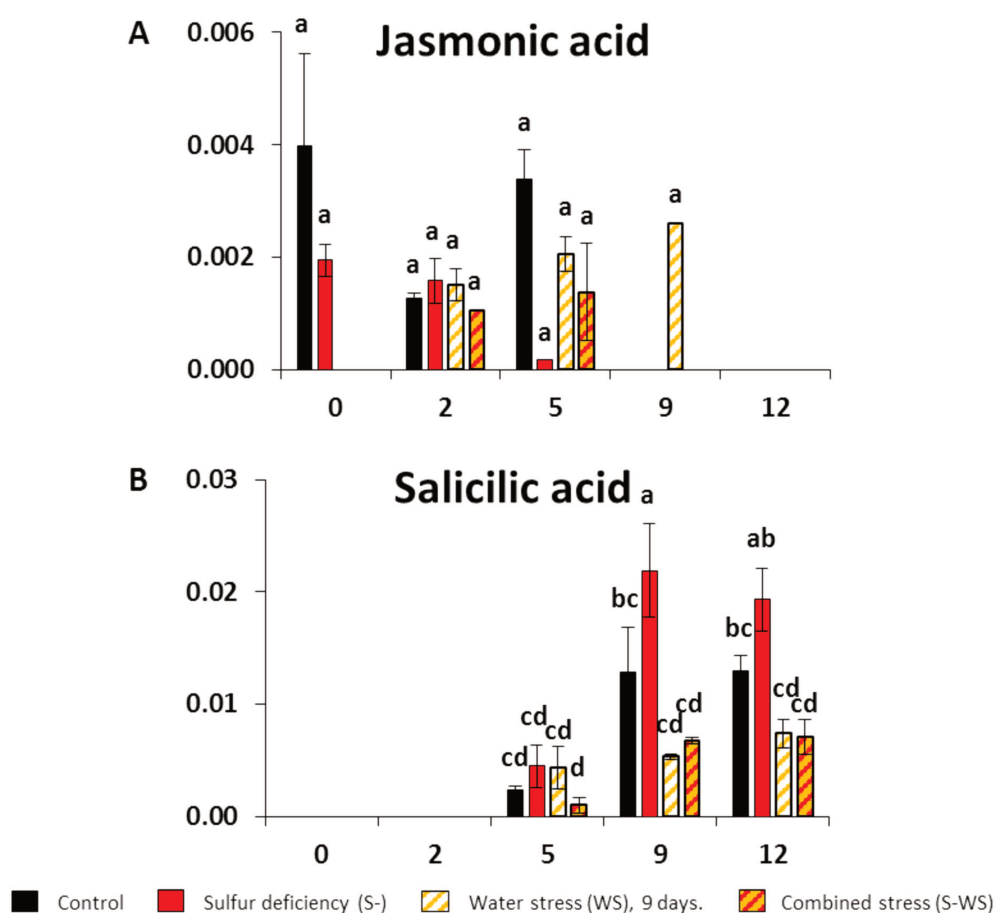 A
Jasmonic acid
0.006
0.004
0.002
0.000
a
a
a
a
a
a
a
a
a
a
a
0 2 5 9 12
B
Salicilic acid
0.03
0.02
0.01
0.00
cd
cd
cd
d
bc
a
cd
cd
bc
ab
cd
cd
0 2 5 9 12
Control Sulfur deficiency (S-) Water stress (WS), 9 days. Combined stress (S-WS)